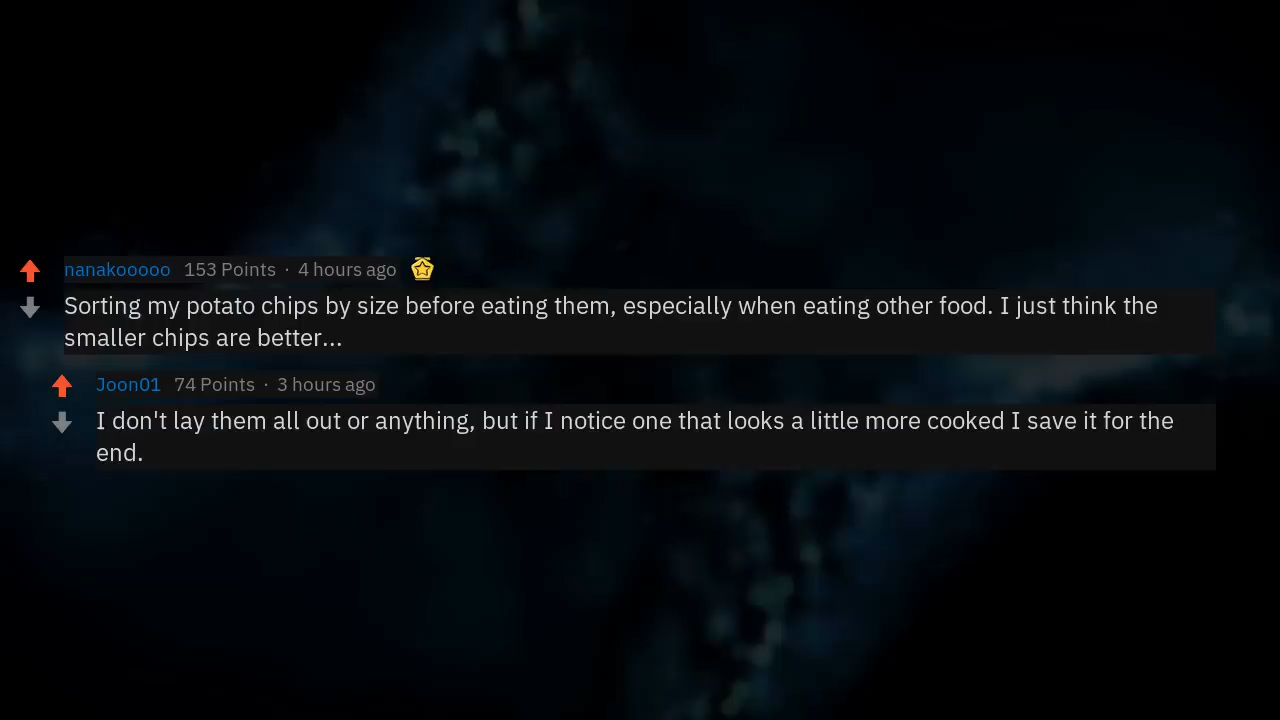 nanakooooo 153 Points · 4 hours ago
Sorting my potato chips by size before eating them, especially when eating other food. I just think the
smaller chips are better...
Joon01 74 Points · 3 hours ago
I don't lay them all out or anything, but if I notice one that looks a little more cooked I save it for the
end.